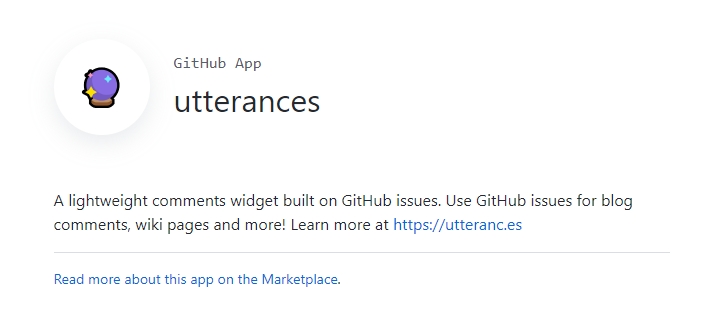 GitHub App
utterances
A lightweight comments widget built on GitHub issues. Use GitHub issues for blog
comments, wiki pages and more! Learn more at https://utteranc.es
Read more about this app on the Marketplace.